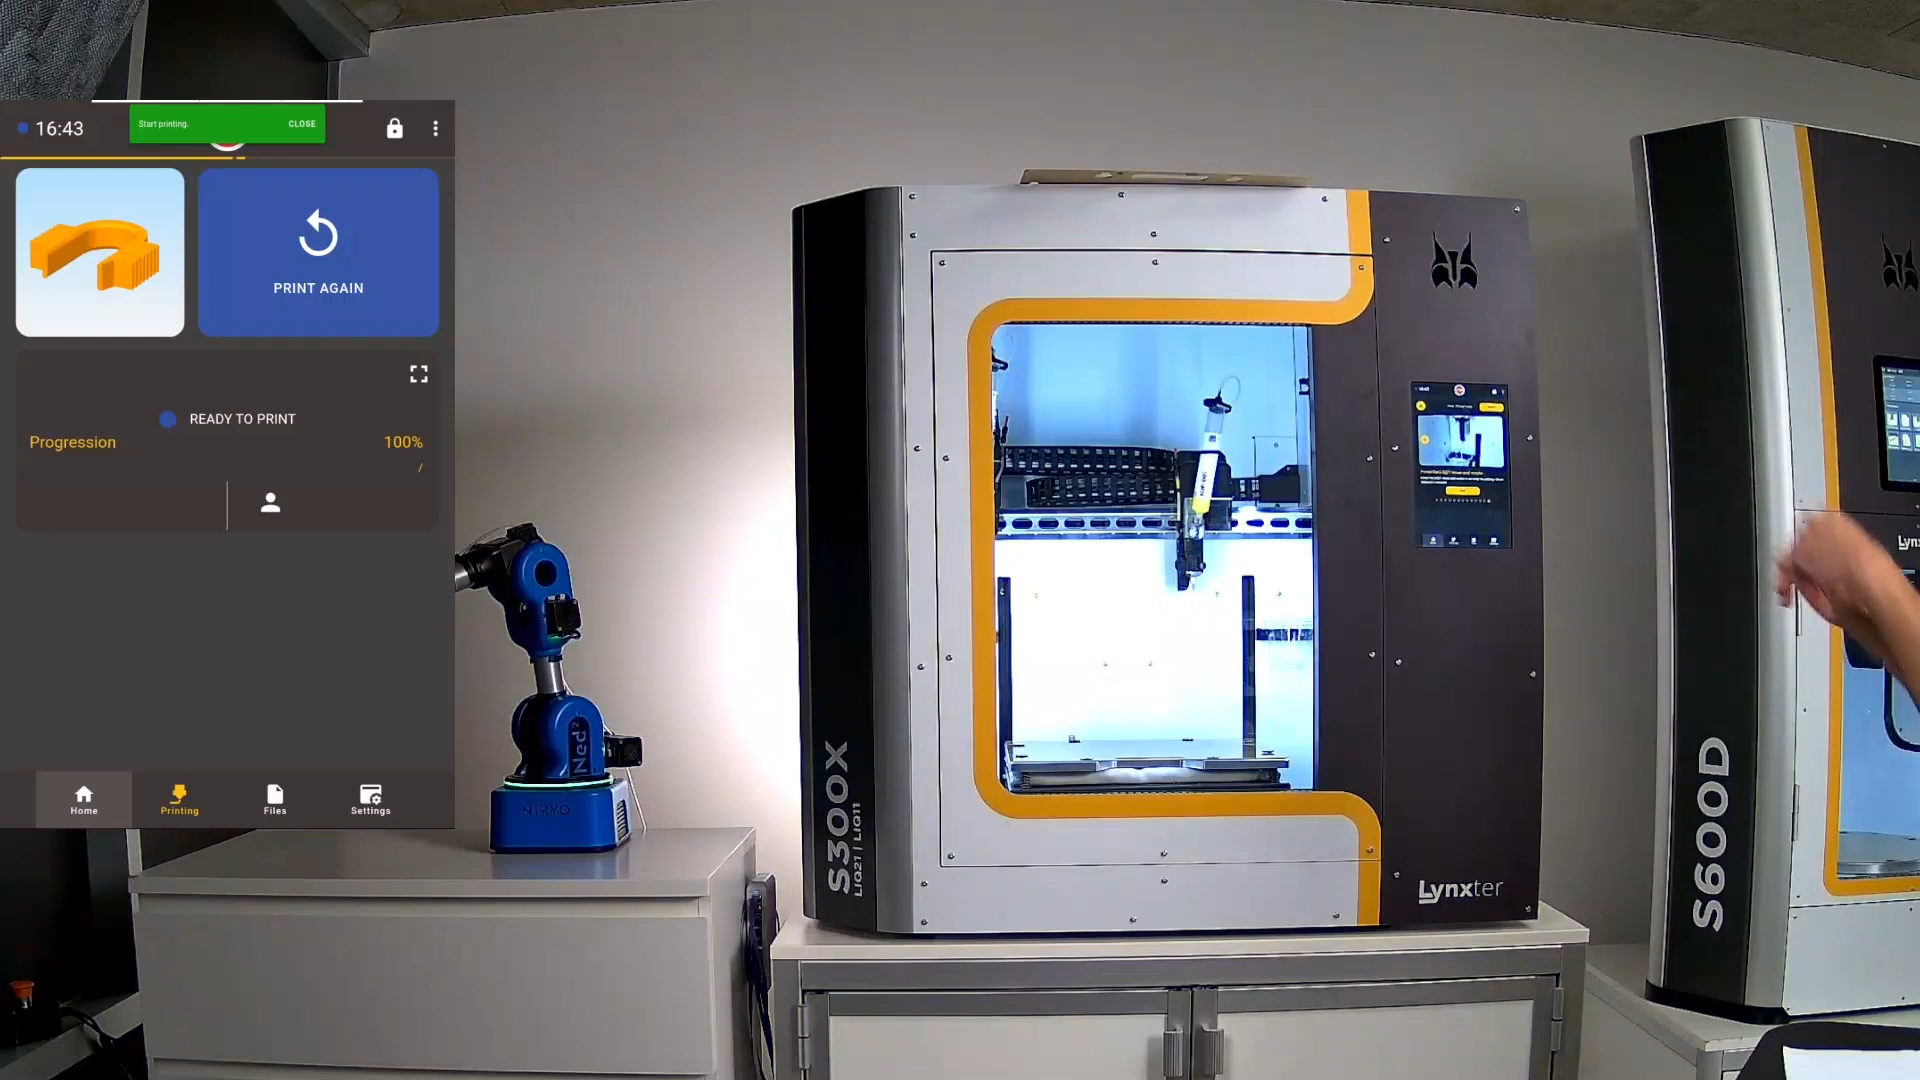 16:43
Start printing.
CLOSE
PRINT AGAIN
READY TO PRINT
Progression
100%
/
Home
Printing
Files
Settings
Ned2
NIRYO
S300X
LIQ21 | LIQ11
Lynxter
S600D
Lynx